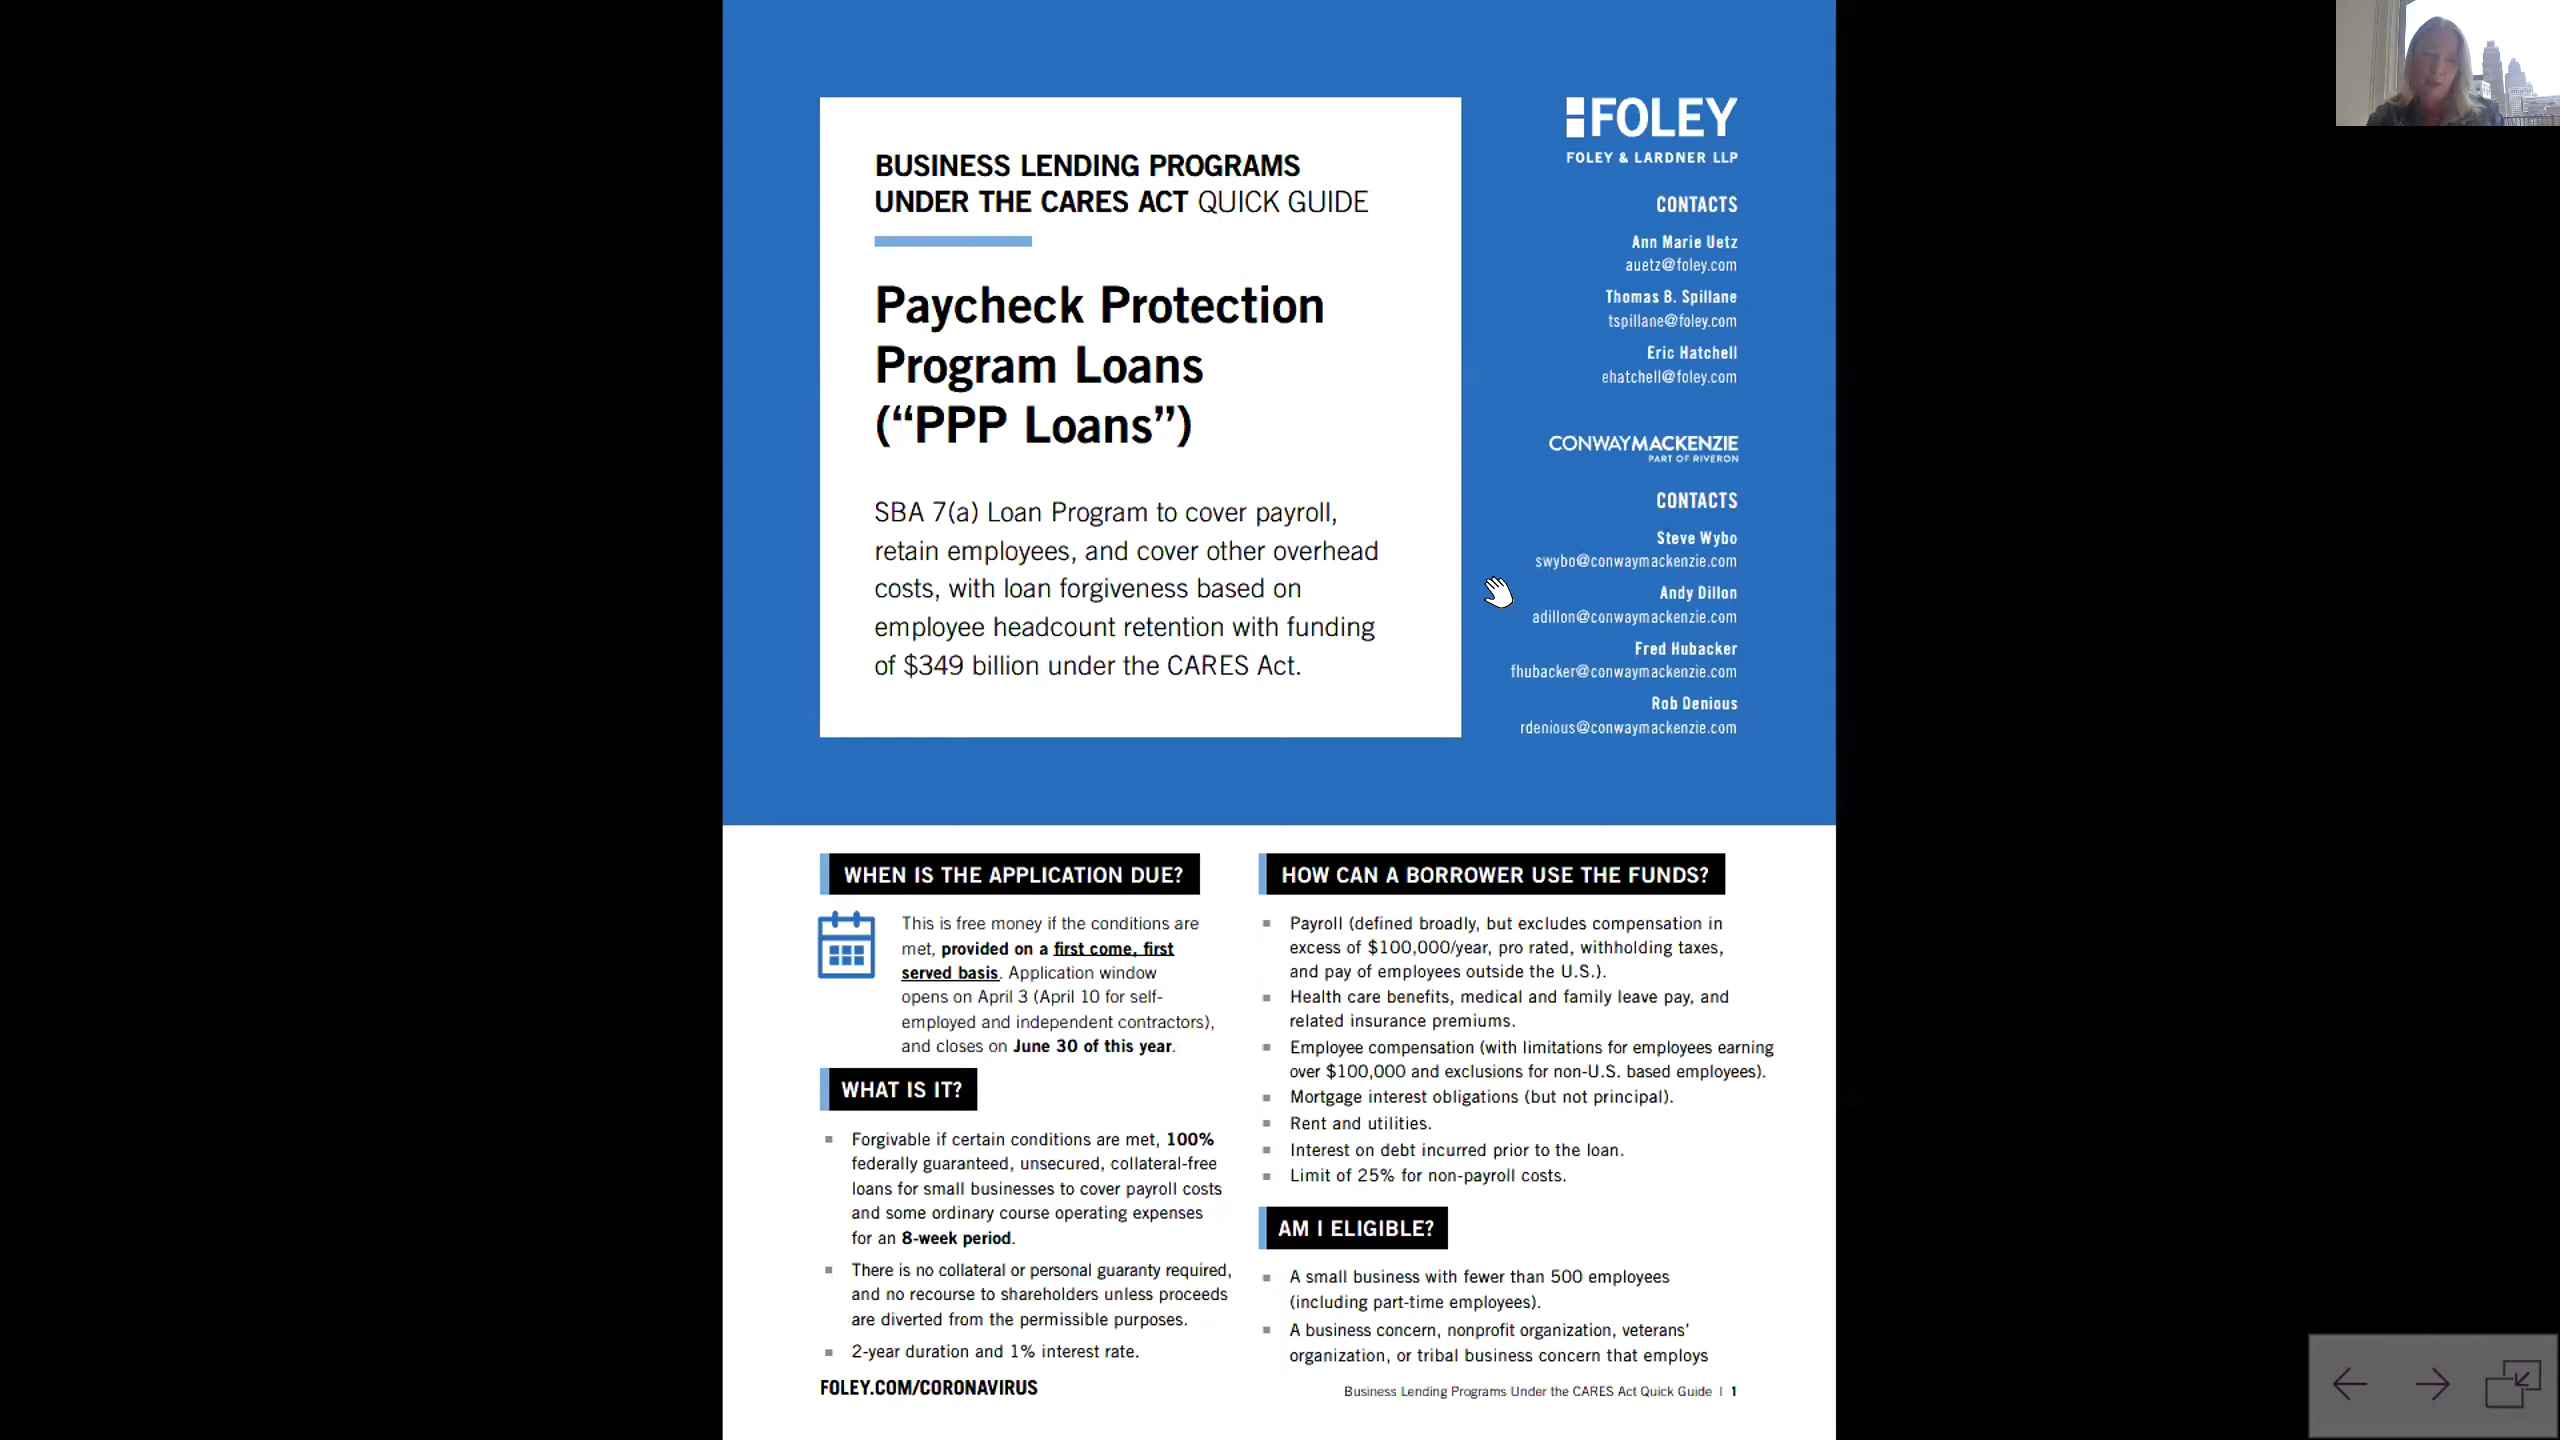 BUSINESS LENDING PROGRAMS
UNDER THE CARES ACT QUICK GUIDE
Paycheck Protection
Program Loans
(“PPP Loans”)
SBA 7(a) Loan Program to cover payroll,
retain employees, and cover other overhead
costs, with loan forgiveness based on
employee headcount retention with funding
of $349 billion under the CARES Act.
FOLEY
FOLEY & LARDNER LLP
CONTACTS
Ann Marie Uetz
auetz@foley.com
Thomas B. Spillane
tspillane@foley.com
Eric Hatchell
ehatchell@foley.com
CONWAYMACKENZIE
PART OF RIVERON
CONTACTS
Steve Wybo
swybo@conwaymackenzie.com
Andy Dillon
adillon@conwaymackenzie.com
Fred Hubacker
fhubacker@conwaymackenzie.com
Rob Denious
rdenious@conwaymackenzie.com
WHEN IS THE APPLICATION DUE?
This is free money if the conditions are
met, provided on a first come, first
served basis. Application window
opens on April 3 (April 10 for self-
employed and independent contractors),
and closes on June 30 of this year.
WHAT IS IT?
▪ Forgivable if certain conditions are met, 100%
federally guaranteed, unsecured, collateral-free
loans for small businesses to cover payroll costs
and some ordinary course operating expenses
for an 8-week period.
▪ There is no collateral or personal guaranty required,
and no recourse to shareholders unless proceeds
are diverted from the permissible purposes.
▪ 2-year duration and 1% interest rate.
HOW CAN A BORROWER USE THE FUNDS?
▪ Payroll (defined broadly, but excludes compensation in
excess of $100,000/year, pro rated, withholding taxes,
and pay of employees outside the U.S.).
▪ Health care benefits, medical and family leave pay, and
related insurance premiums.
▪ Employee compensation (with limitations for employees earning
over $100,000 and exclusions for non-U.S. based employees).
▪ Mortgage interest obligations (but not principal).
▪ Rent and utilities.
▪ Interest on debt incurred prior to the loan.
▪ Limit of 25% for non-payroll costs.
AM I ELIGIBLE?
▪ A small business with fewer than 500 employees
(including part-time employees).
▪ A business concern, nonprofit organization, veterans’
organization, or tribal business concern that employs
FOLEY.COM/CORONAVIRUS
Business Lending Programs Under the CARES Act Quick Guide | 1